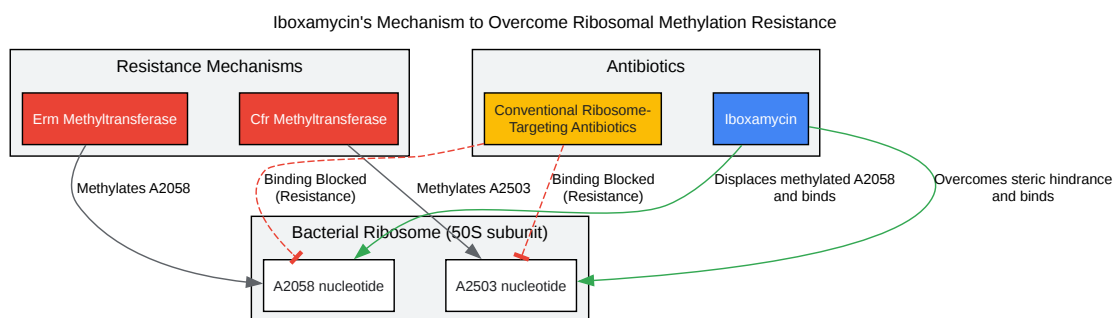 Iboxamycin's Mechanism to Overcome Ribosomal Methylation Resistance
Resistance Mechanisms
Antibiotics
Erm Methyltransferase
Cfr Methyltransferase
Conventional Ribosome-
Targeting Antibiotics
Iboxamycin
Methylates A2058
Binding Blocked
(Resistance)
Methylates A2503
Binding Blocked
(Resistance)
Displaces methylated A2058
and binds
Overcomes steric hindrance
and binds
Bacterial Ribosome (50S subunit)
A2058 nucleotide
A2503 nucleotide